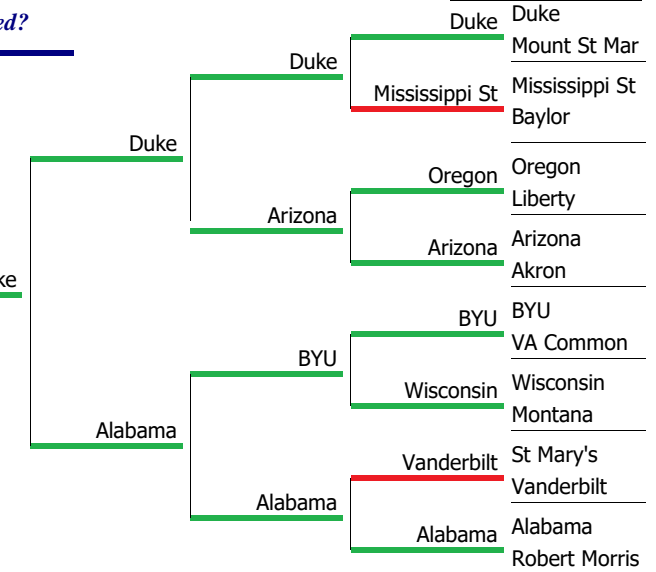 ed?
Duke
Duke
Mount St Mar
Duke
Mississippi St
Mississippi St
Baylor
Duke
Oregon
Oregon
Liberty
Arizona
Arizona
Arizona
Akron
ke
BYU
BYU
VA Common
BYU
Wisconsin
Wisconsin
Montana
Alabama
Vanderbilt
St Mary's
Vanderbilt
Alabama
Alabama
Alabama
Robert Morris